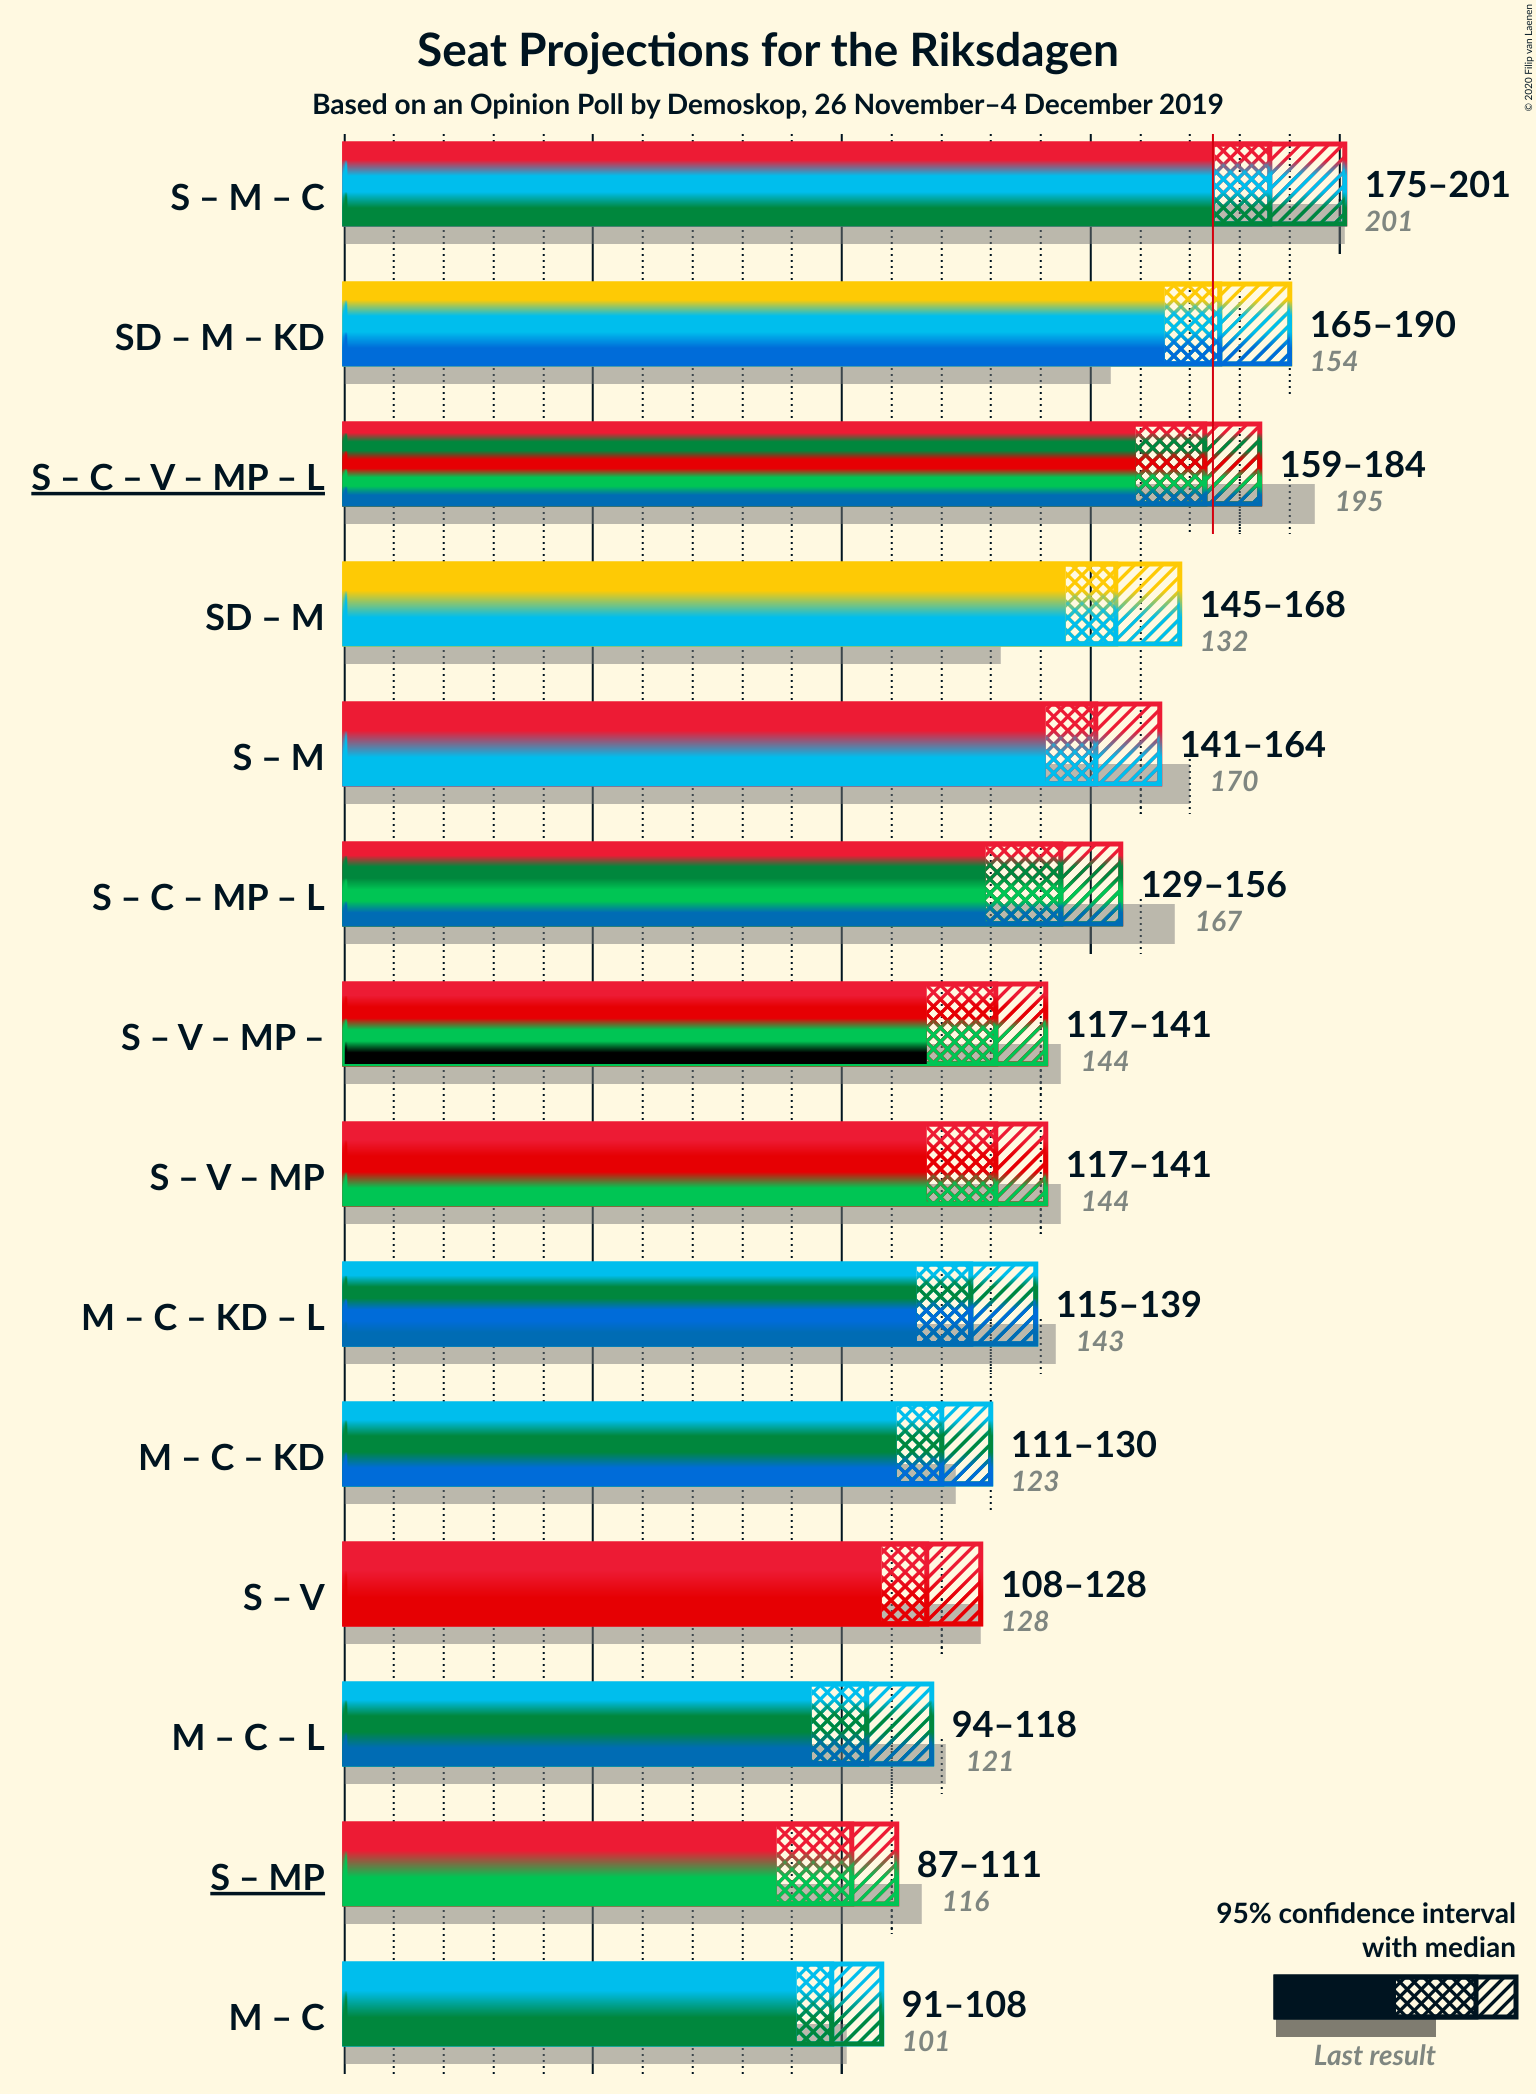 Seat Projections for the Riksdagen
Based on an Opinion Poll by Demoskop, 26 November–4 December 2019
© 2020 Filip van Laenen
S – M – C
175–201
201
SD – M – KD
165–190
154
S – C – V – MP – L
159–184
195
SD – M
145–168
132
S – M
141–164
170
S – C – MP – L
129–156
167
S – V – MP –
117–141
144
S – V – MP
117–141
144
M – C – KD – L
115–139
143
M – C – KD
111–130
123
S – V
108–128
128
M – C – L
94–118
121
S – MP
87–111
116
M – C
91–108
101
95% confidence interval
with median
Last result